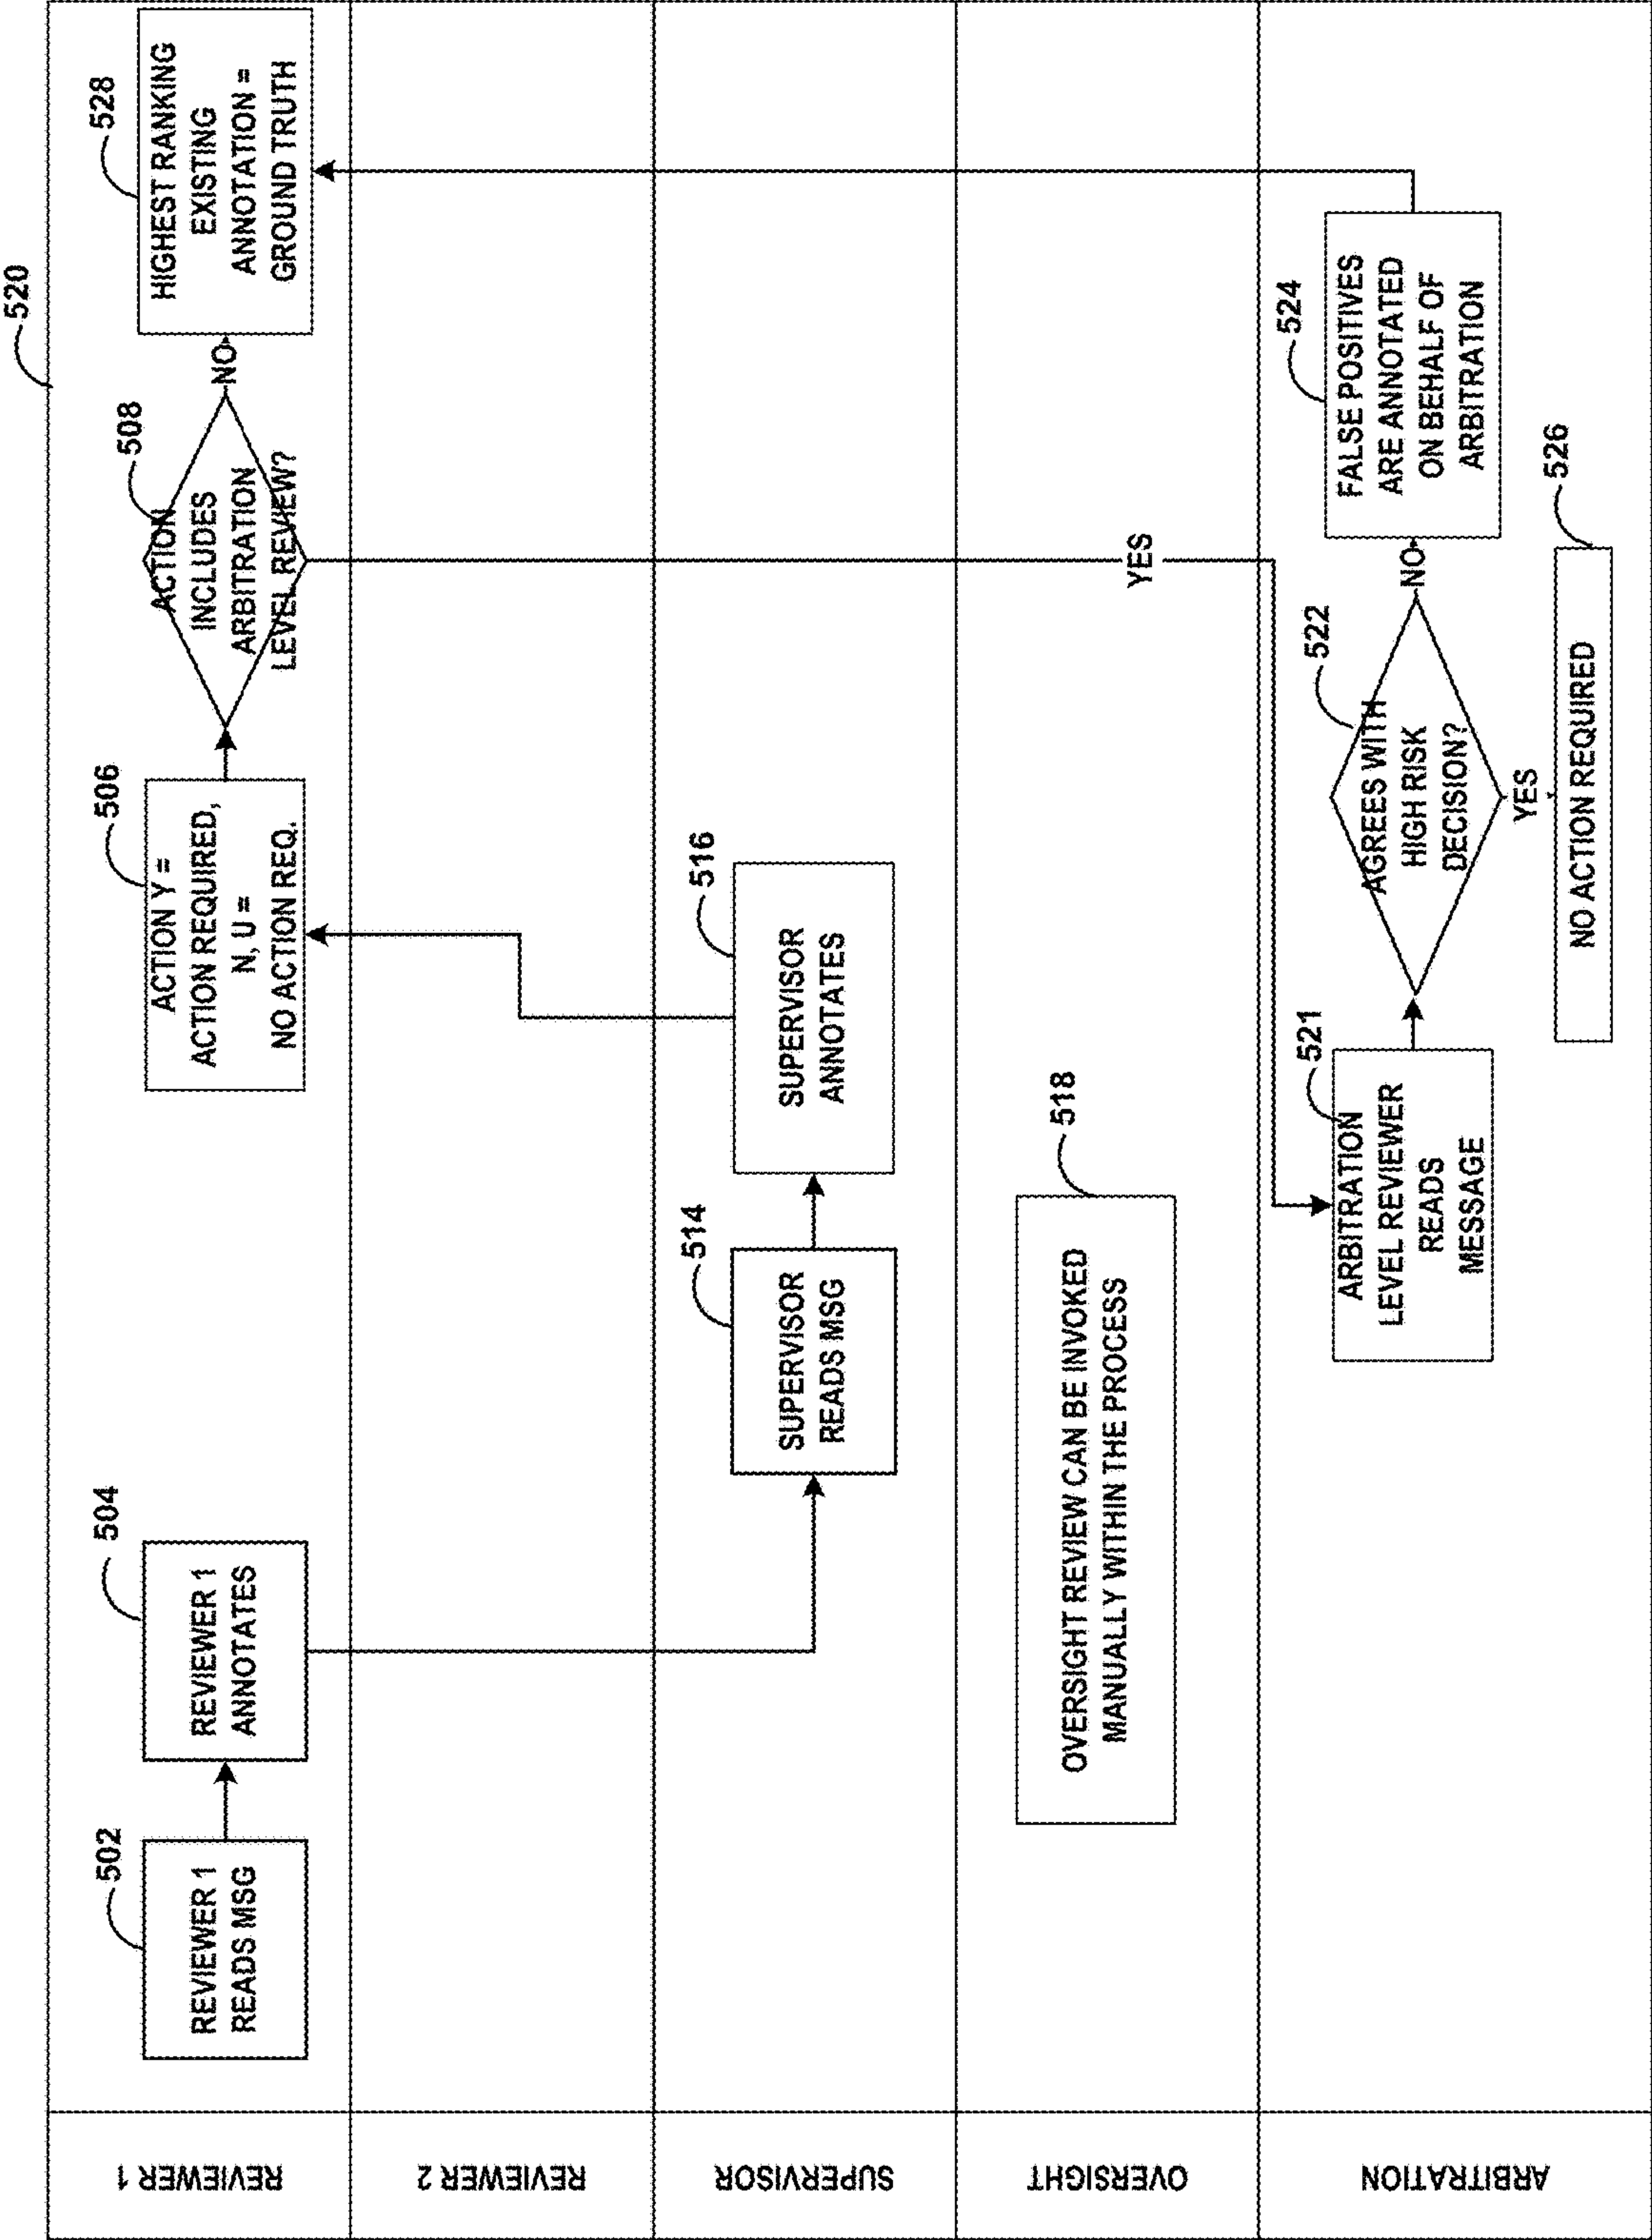 520
REVIEWER 1
502
REVIEWER 1
READS MSG
504
REVIEWER 1
ANNOTATES
506
ACTION Y =
ACTION REQUIRED,
N, U =
NO ACTION REQ.
508
ACTION
INCLUDES
ARBITRATION
LEVEL REVIEW?
NO
528
HIGHEST RANKING
EXISTING
ANNOTATION =
GROUND TRUTH
REVIEWER 2
SUPERVISOR
514
SUPERVISOR
READS MSG
516
SUPERVISOR
ANNOTATES
OVERSIGHT
518
OVERSIGHT REVIEW CAN BE INVOKED
MANUALLY WITHIN THE PROCESS
YES
ARBITRATION
521
ARBITRATION
LEVEL REVIEWER
READS
MESSAGE
522
AGREES WITH
HIGH RISK
DECISION?
NO
524
FALSE POSITIVES
ARE ANNOTATED
ON BEHALF OF
ARBITRATION
YES
526
NO ACTION REQUIRED